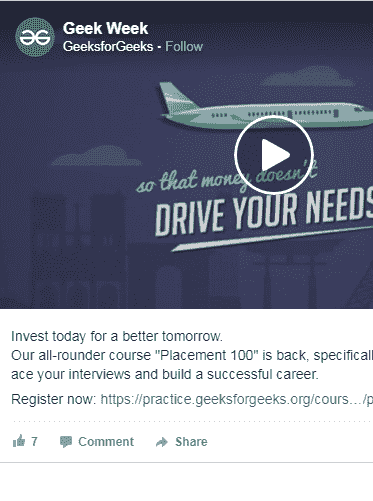 Geek Week
GeeksforGeeks - Follow
so that money doesn't
DRIVE YOUR NEEDS
Invest today for a better tomorrow.
Our all-rounder course "Placement 100" is back, specificall
ace your interviews and build a successful career.
Register now: https://practice.geeksforgeeks.org/cours…/p
7 Comment Share